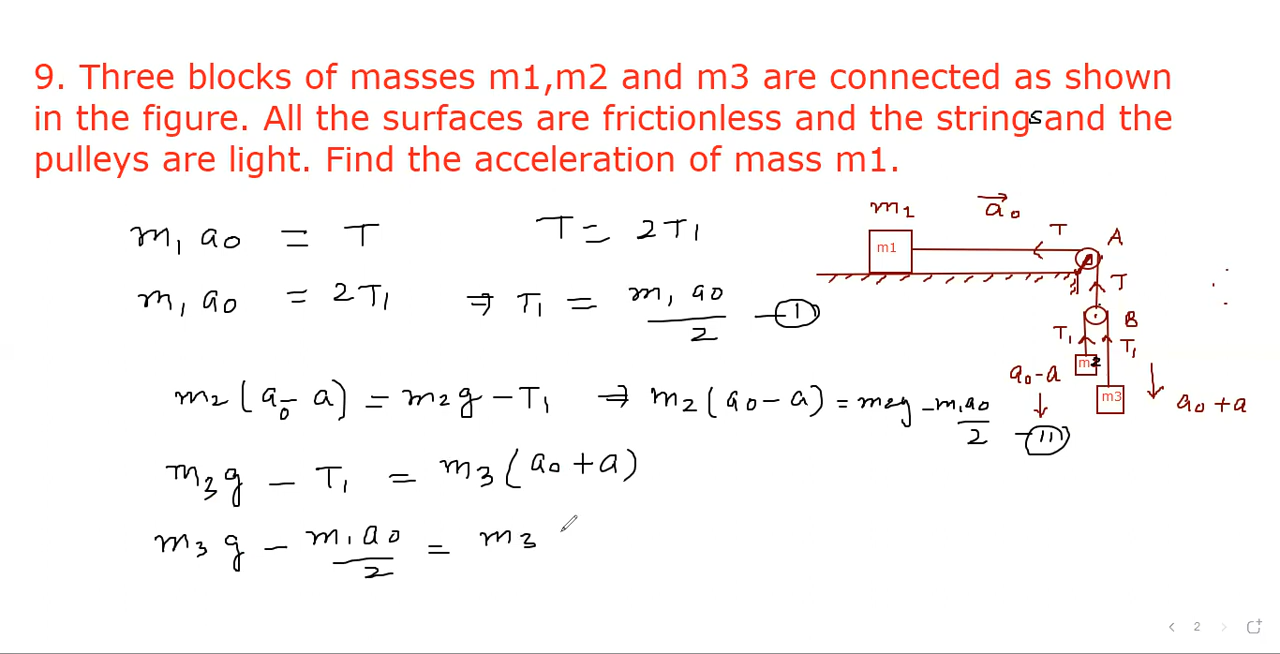 9. Three blocks of masses m1,m2 and m3 are connected as shown
in the figure. All the surfaces are frictionless and the strings and the
pulleys are light. Find the acceleration of mass m1.
m₁ a₀ = T T = 2T₁
m₁ a₀ = 2T₁ ⇒ T₁ = m₁ a₀/2 —①
m₂(a₀ - a) = m₂g - T₁ ⇒ m₂(a₀ - a) = m₂g - m₁a₀/2 —(11)
m₃g - T₁ = m₃(a₀ + a)
m₃ g - m₁ a₀/2 = m₃
m₁
a₀
m1
T
A
T
B
T₁
T₁
m2
a₀ - a
m3
a₀ + a
2